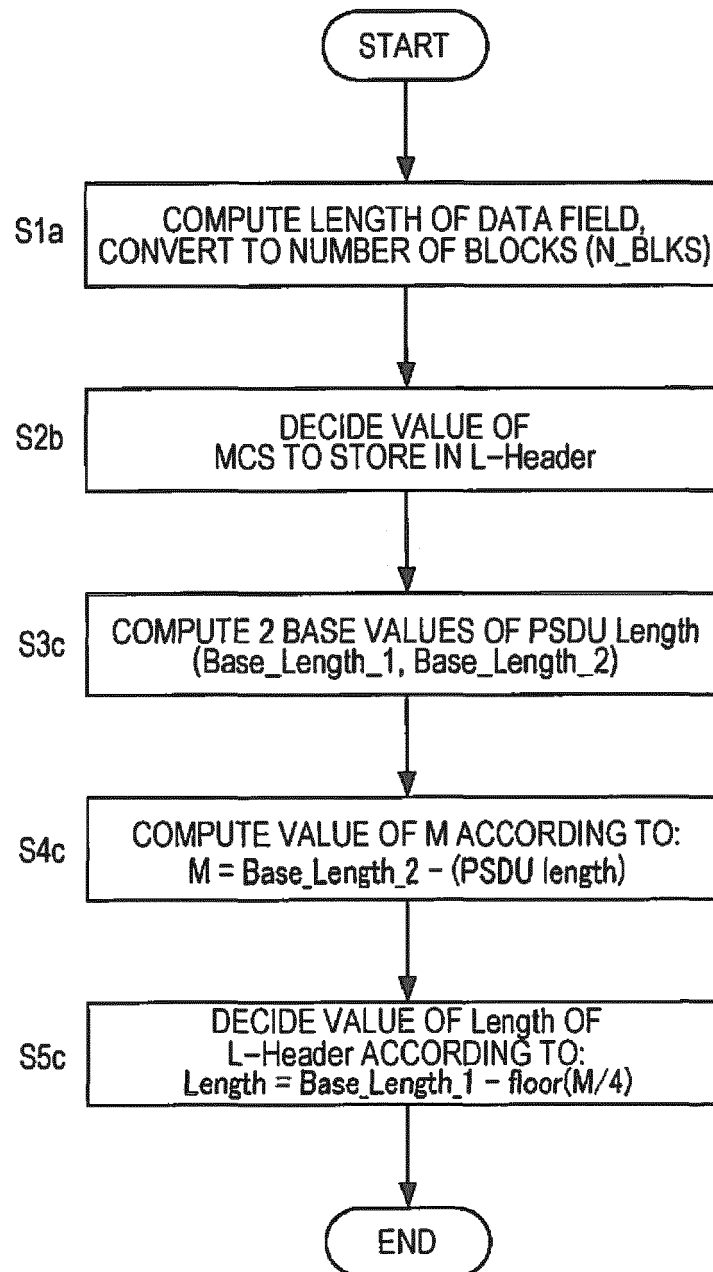 START
S1a
COMPUTE LENGTH OF DATA FIELD,
CONVERT TO NUMBER OF BLOCKS (N_BLKS)
S2b
DECIDE VALUE OF
MCS TO STORE IN L-Header
S3c
COMPUTE 2 BASE VALUES OF PSDU Length
(Base_Length_1, Base_Length_2)
S4c
COMPUTE VALUE OF M ACCORDING TO:
M = Base_Length_2 - (PSDU length)
S5c
DECIDE VALUE OF Length OF
L-Header ACCORDING TO:
Length = Base_Length_1 - floor(M/4)
END